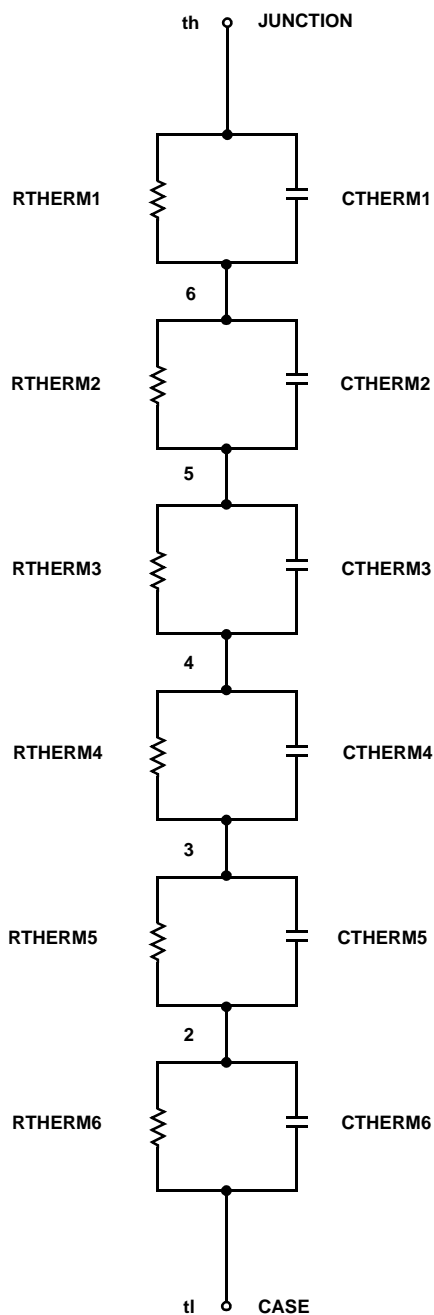 th JUNCTION
RTHERM1 CTHERM1
6
RTHERM2 CTHERM2
5
RTHERM3 CTHERM3
4
RTHERM4 CTHERM4
3
RTHERM5 CTHERM5
2
RTHERM6 CTHERM6
tl CASE